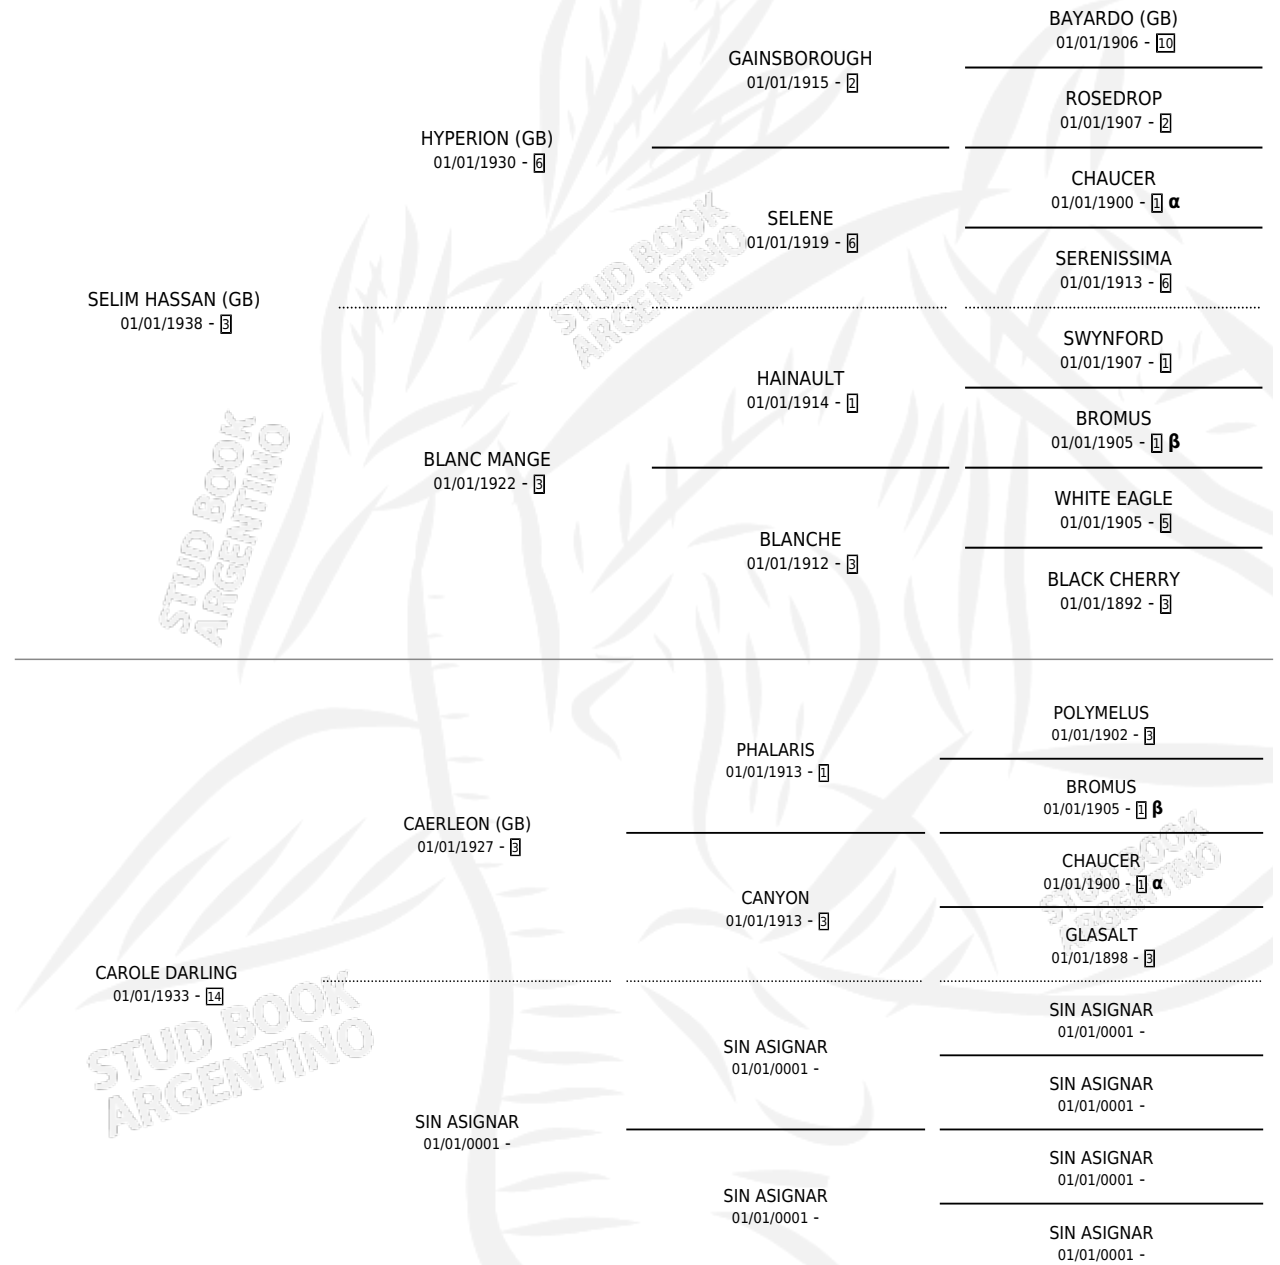 BAYARDO (GB)
01/01/1906 - 10
GAINSBOROUGH
01/01/1915 - 2
ROSEDROP
01/01/1907 - 2
HYPERION (GB)
01/01/1930 - 6
CHAUCER
01/01/1900 - 1 α
SELENE
01/01/1919 - 6
SERENISSIMA
01/01/1913 - 6
SELIM HASSAN (GB)
01/01/1938 - 3
SWYNFORD
01/01/1907 - 1
HAINAULT
01/01/1914 - 1
BROMUS
01/01/1905 - 1 β
BLANC MANGE
01/01/1922 - 3
WHITE EAGLE
01/01/1905 - 5
BLANCHE
01/01/1912 - 3
BLACK CHERRY
01/01/1892 - 3
POLYMELUS
01/01/1902 - 3
PHALARIS
01/01/1913 - 1
BROMUS
01/01/1905 - 1 β
CAERLEON (GB)
01/01/1927 - 3
CHAUCER
01/01/1900 - 1 α
CANYON
01/01/1913 - 3
GLASALT
01/01/1898 - 3
CAROLE DARLING
01/01/1933 - 14
SIN ASIGNAR
01/01/0001 -
SIN ASIGNAR
01/01/0001 -
SIN ASIGNAR
01/01/0001 -
SIN ASIGNAR
01/01/0001 -
SIN ASIGNAR
01/01/0001 -
SIN ASIGNAR
01/01/0001 -
SIN ASIGNAR
01/01/0001 -
STUD BOOK
ARGENTINO
STUD BOOK
ARGENTINO
STUD BOOK
ARGENTINO
STUD BOOK
ARGENTINO